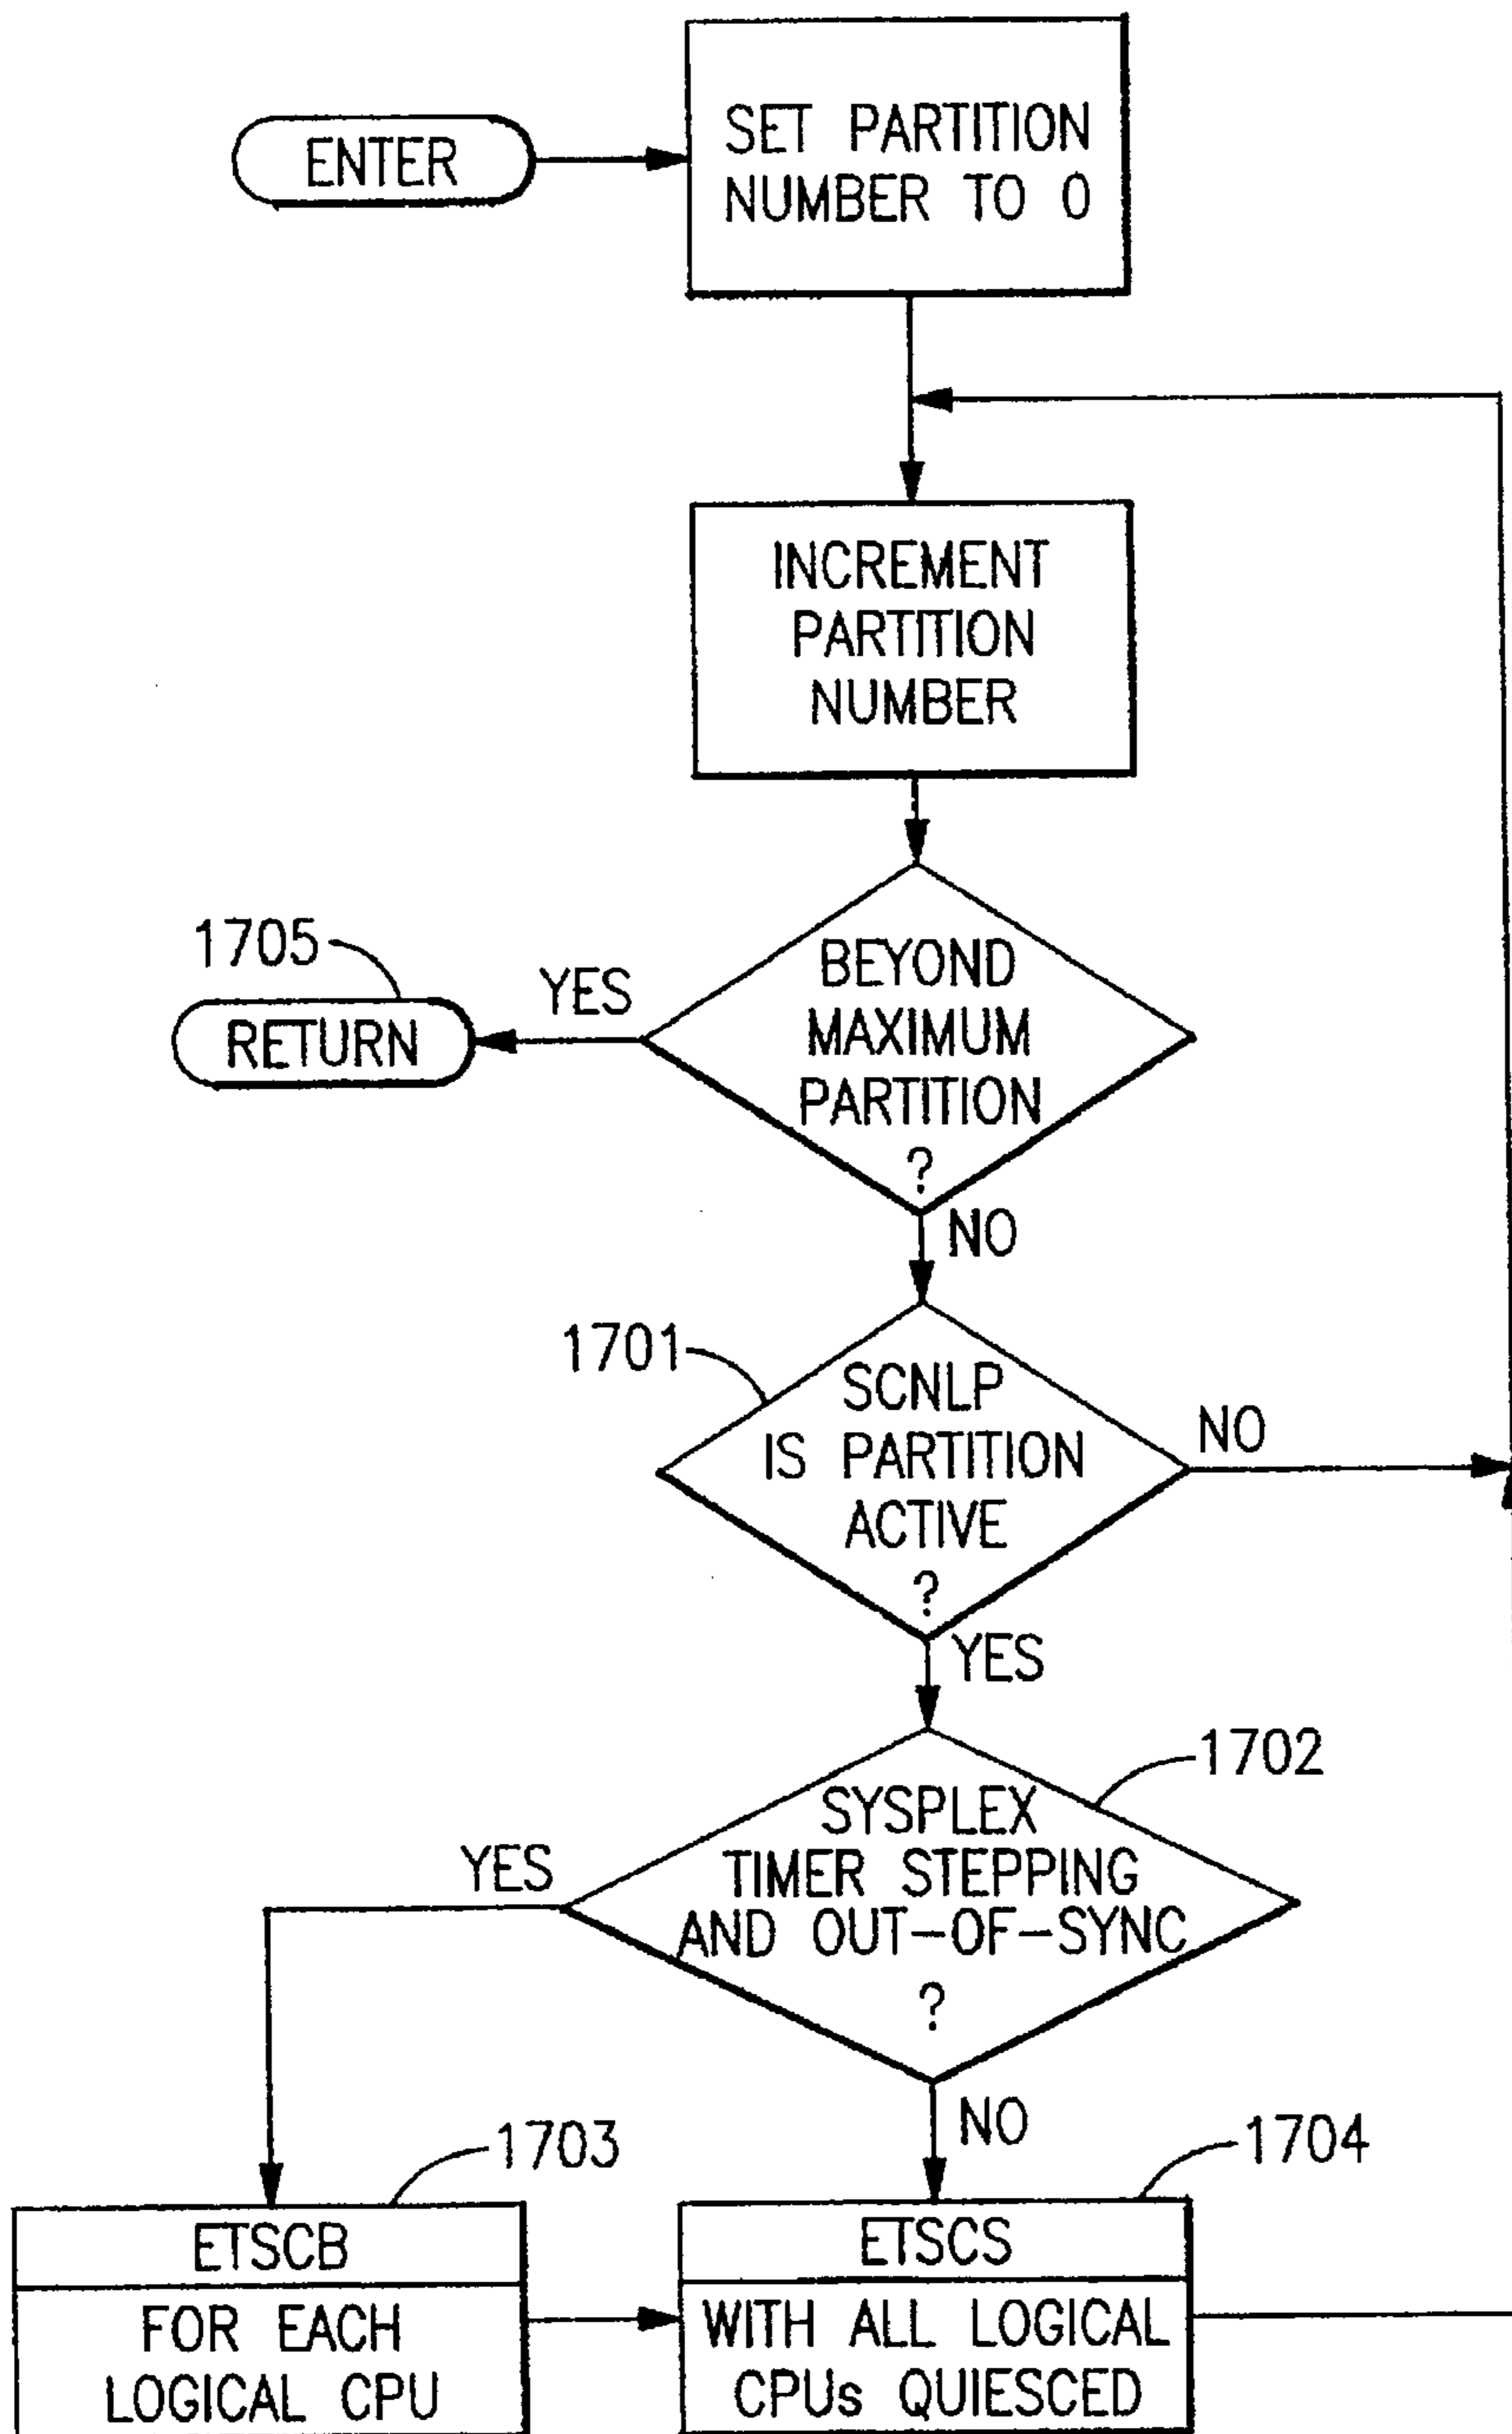 ENTER
SET PARTITION
NUMBER TO 0
INCREMENT
PARTITION
NUMBER
1705
RETURN
YES
BEYOND
MAXIMUM
PARTITION
?
NO
1701
SCNLP
IS PARTITION
ACTIVE
?
NO
YES
1702
SYSPLEX
TIMER STEPPING
AND OUT-OF-SYNC
?
YES
NO
1703
ETSCB
FOR EACH
LOGICAL CPU
1704
ETSCS
WITH ALL LOGICAL
CPUs QUIESCED